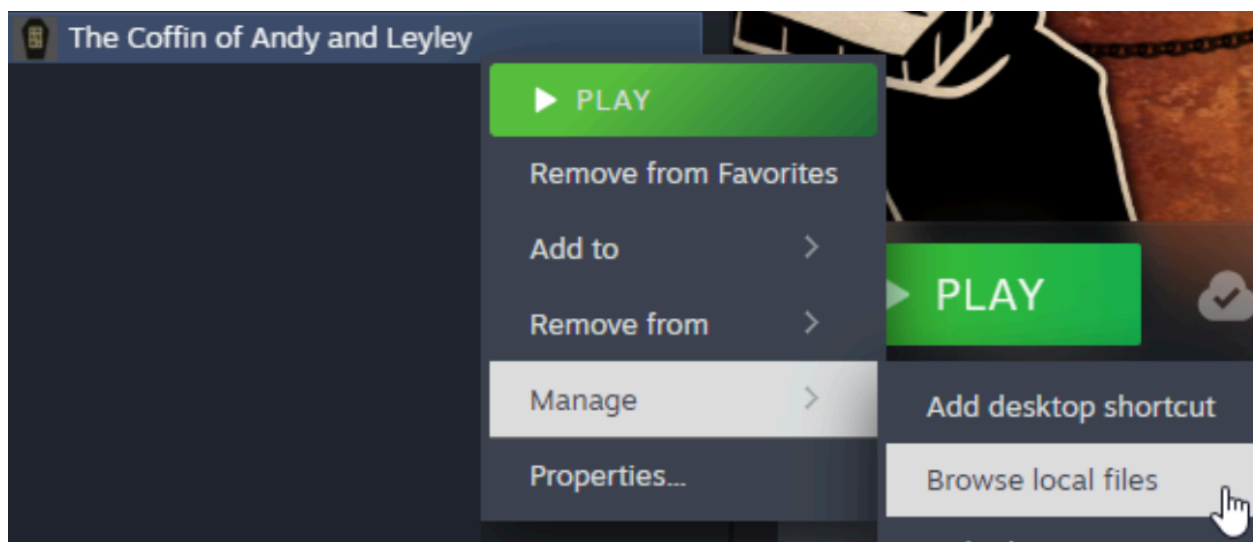 The Coffin of Andy and Leyley
PLAY
Remove from Favorites
Add to
Remove from
Manage
Properties...
PLAY
Add desktop shortcut
Browse local files